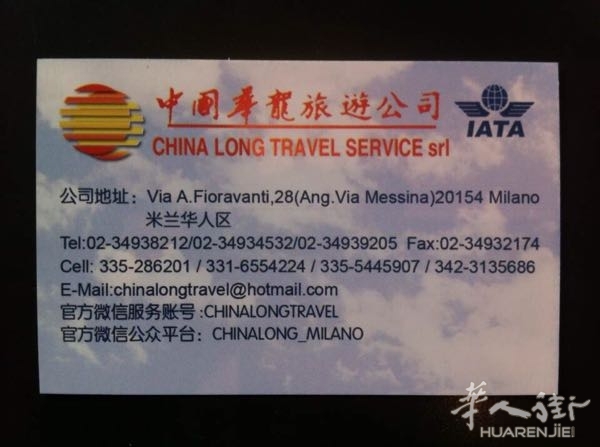 中國華龍旅遊公司
IATA
CHINA LONG TRAVEL SERVICE srl
公司地址：Via A.Fioravanti,28(Ang.Via Messina)20154 Milano
米兰华人区
Tel:02-34938212/02-34934532/02-34939205 Fax:02-34932174
Cell: 335-286201 / 331-6554224 / 335-5445907 / 342-3135686
E-Mail:chinalongtravel@hotmail.com
官方微信服务账号:CHINALONGTRAVEL
官方微信公众平台：CHINALONG_MILANO
華人街
HUARENJIE